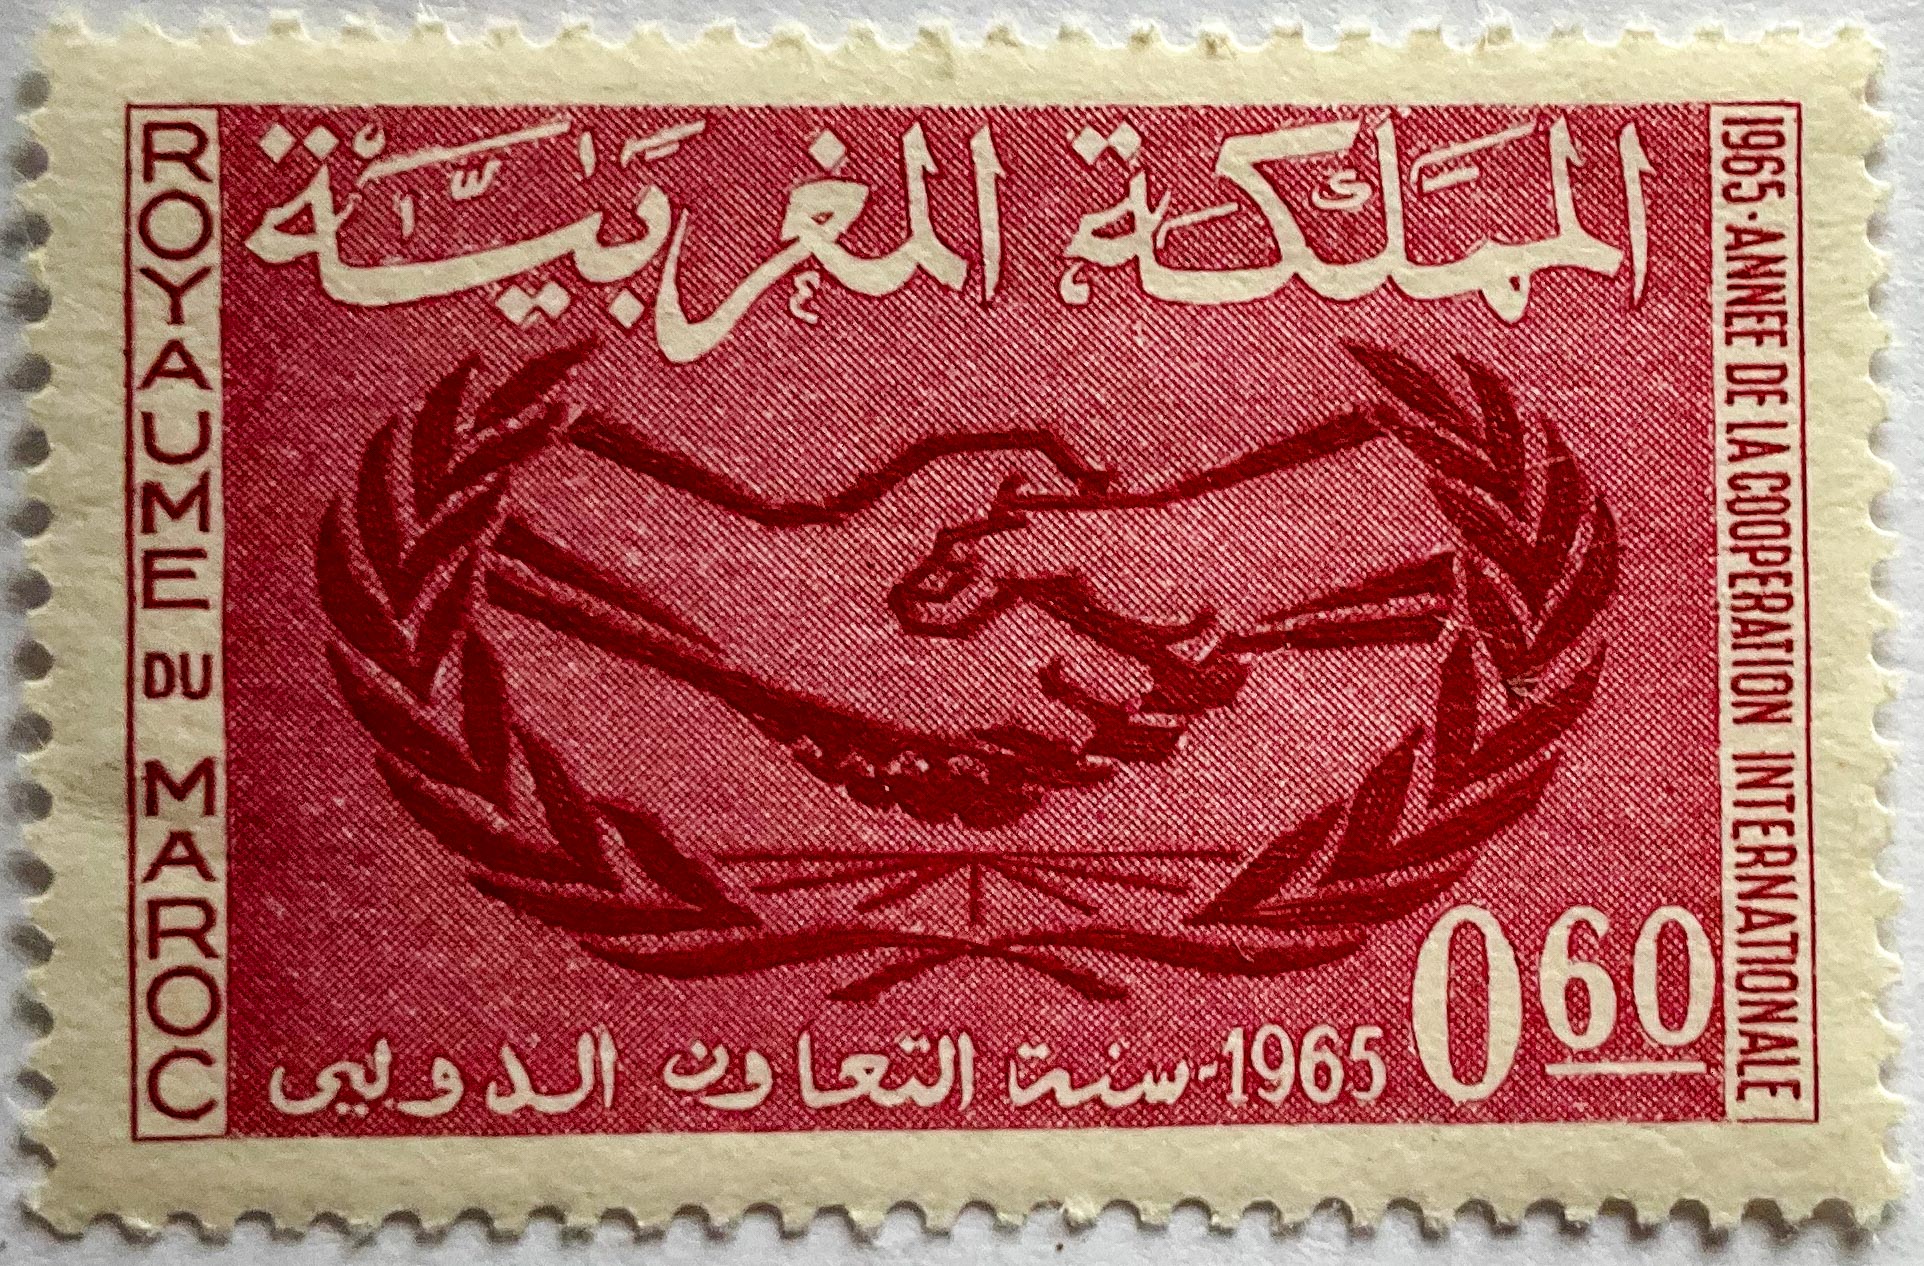 المملكة المغربية
ROYAUME DU MAROC
1965·ANNEE DE LA COOPERATION INTERNATIONALE
1965-سنة التعاون الدولي
0,60